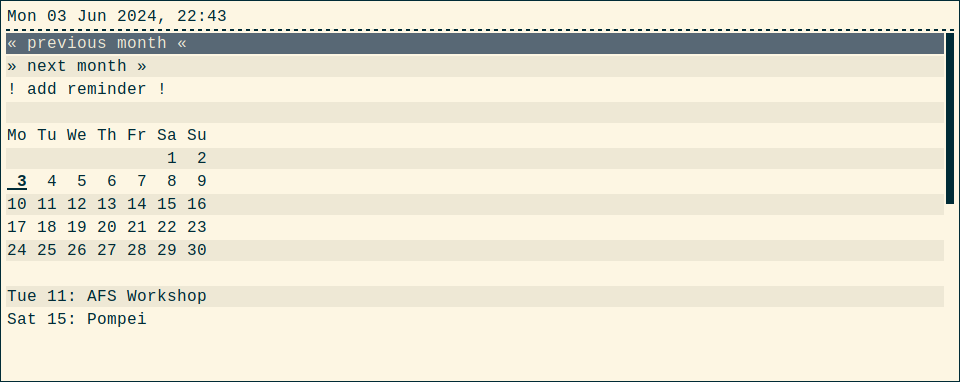 Mon 03 Jun 2024, 22:43
« previous month «
» next month »
! add reminder !
Mo Tu We Th Fr Sa Su
                1  2
 3  4  5  6  7  8  9
10 11 12 13 14 15 16
17 18 19 20 21 22 23
24 25 26 27 28 29 30
Tue 11: AFS Workshop
Sat 15: Pompei